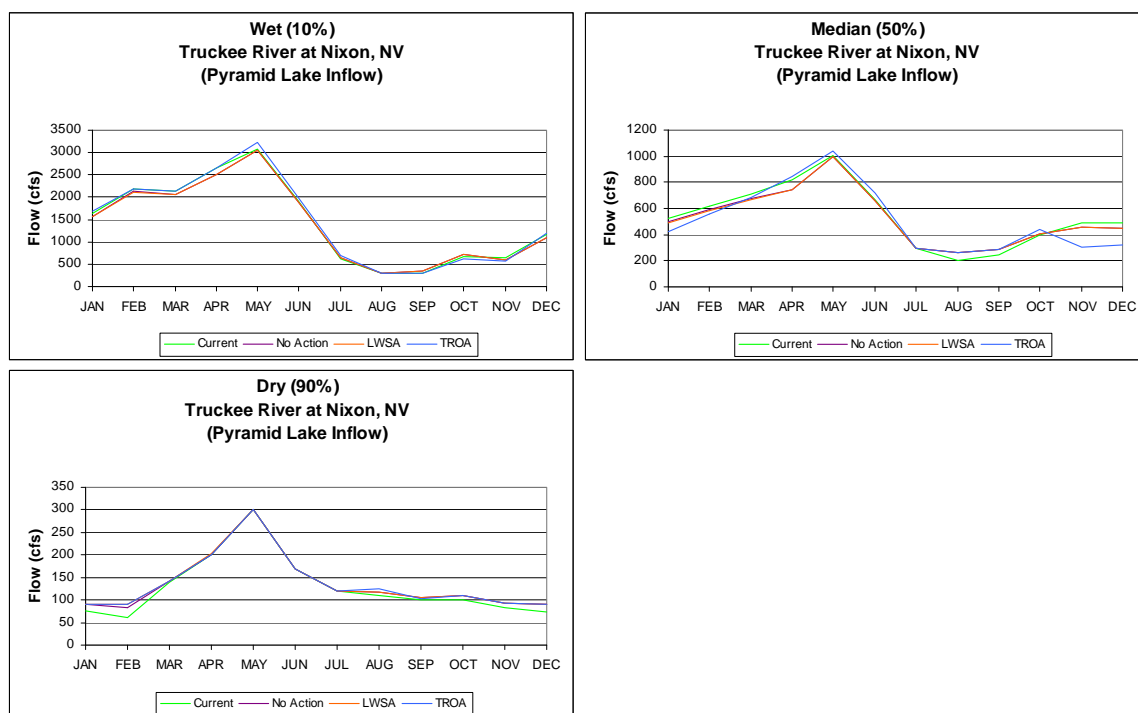 Wet (10%)
Truckee River at Nixon, NV
(Pyramid Lake Inflow)
Flow (cfs)
3500
3000
2500
2000
1500
1000
500
0
JAN FEB MAR APR MAY JUN JUL AUG SEP OCT NOV DEC
Current No Action LWSA TROA
Median (50%)
Truckee River at Nixon, NV
(Pyramid Lake Inflow)
Flow (cfs)
1200
1000
800
600
400
200
0
JAN FEB MAR APR MAY JUN JUL AUG SEP OCT NOV DEC
Current No Action LWSA TROA
Dry (90%)
Truckee River at Nixon, NV
(Pyramid Lake Inflow)
Flow (cfs)
350
300
250
200
150
100
50
0
JAN FEB MAR APR MAY JUN JUL AUG SEP OCT NOV DEC
Current No Action LWSA TROA